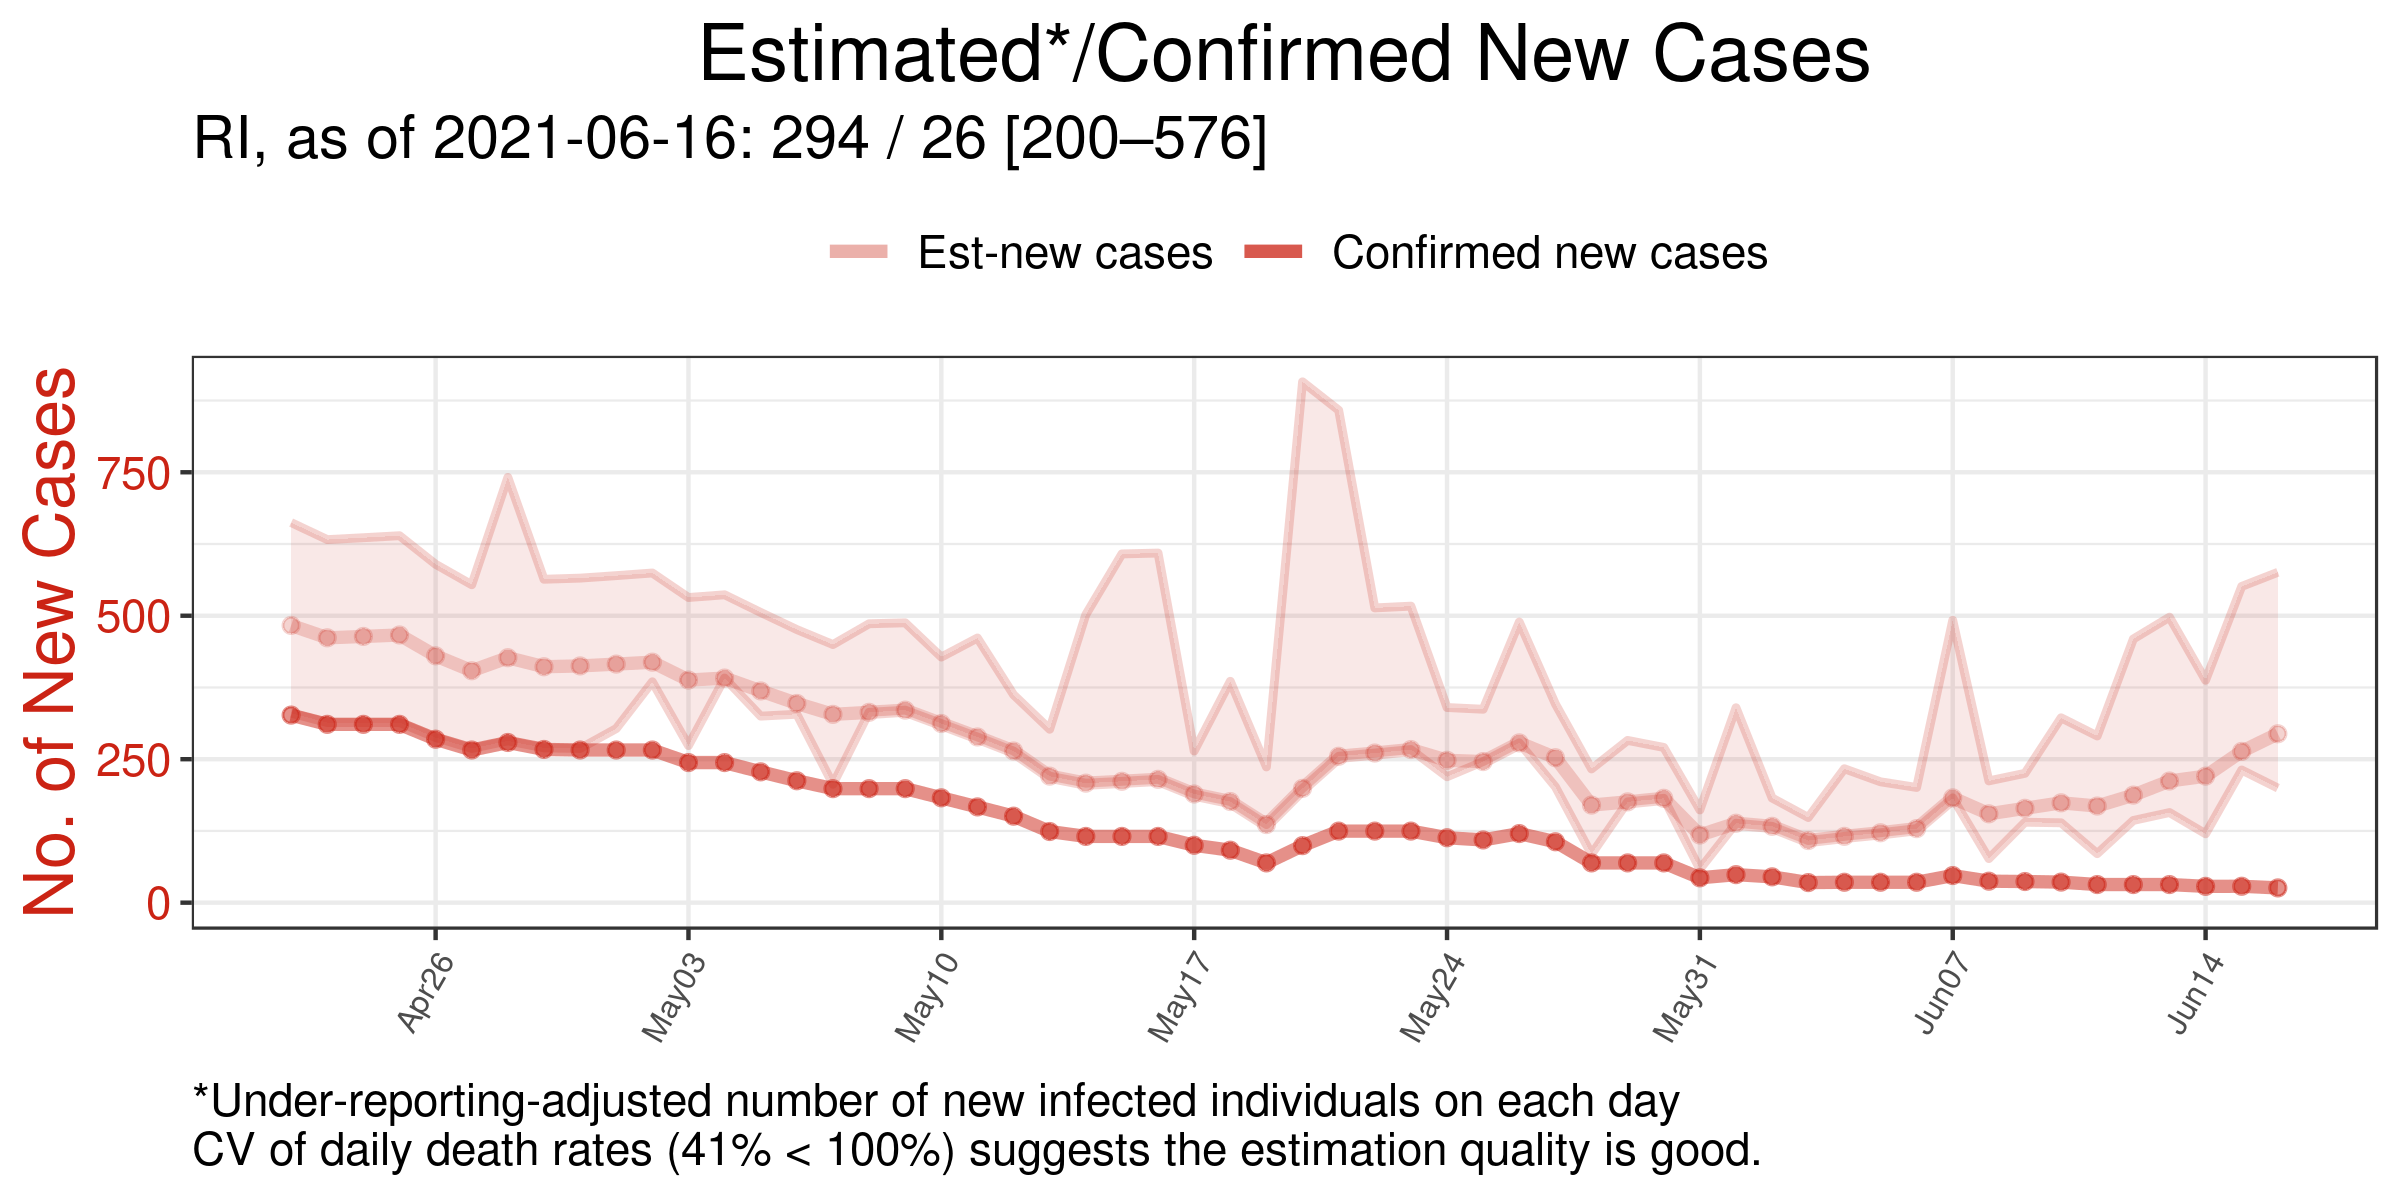 Estimated*/Confirmed New Cases
RI, as of 2021-06-16: 294 / 26 [200–576]
Est-new cases
Confirmed new cases
No. of New Cases
750
500
250
0
Apr26
May03
May10
May17
May24
May31
Jun07
Jun14
*Under-reporting-adjusted number of new infected individuals on each day
CV of daily death rates (41% < 100%) suggests the estimation quality is good.